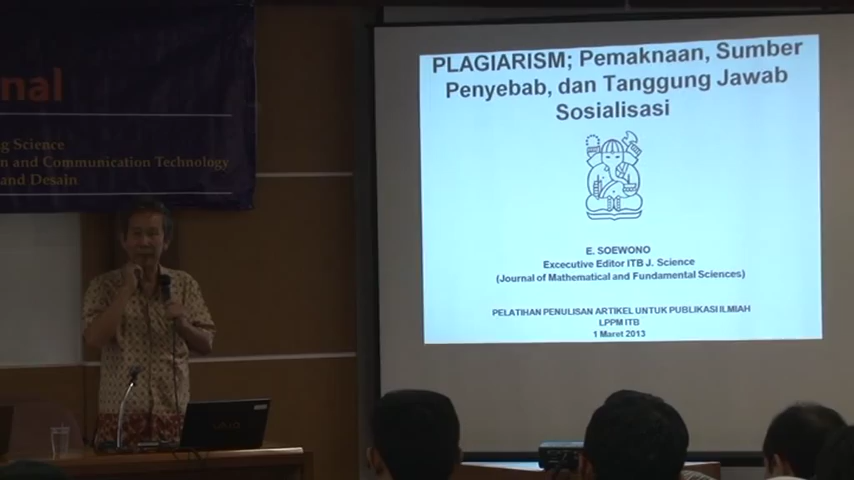 nal
g Science
n and Communication Technology
and Desain
PLAGIARISM; Pemaknaan, Sumber
Penyebab, dan Tanggung Jawab
Sosialisasi
E. SOEWONO
Excecutive Editor ITB J. Science
(Journal of Mathematical and Fundamental Sciences)
PELATIHAN PENULISAN ARTIKEL UNTUK PUBLIKASI ILMIAH
LPPM ITB
1 Maret 2013